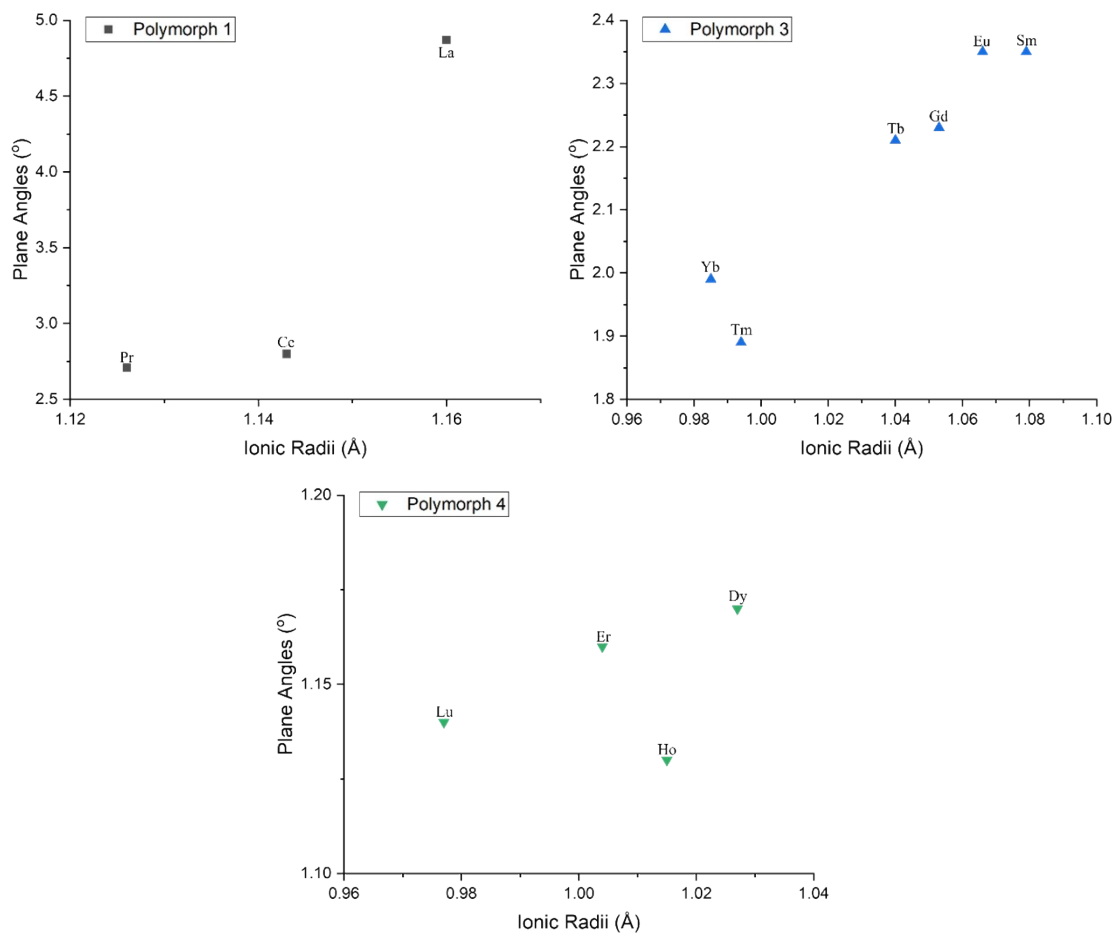 Polymorph 1
5.0
4.5
4.0
3.5
3.0
2.5
Plane Angles (°)
La
Ce
Pr
1.12
1.14
1.16
Ionic Radii (Å)
Polymorph 3
2.4
2.3
2.2
2.1
2.0
1.9
1.8
Plane Angles (°)
Eu
Sm
Gd
Tb
Yb
Tm
0.96
0.98
1.00
1.02
1.04
1.06
1.08
1.10
Ionic Radii (Å)
Polymorph 4
1.20
1.15
1.10
Plane Angles (°)
Dy
Er
Lu
Ho
0.96
0.98
1.00
1.02
1.04
Ionic Radii (Å)